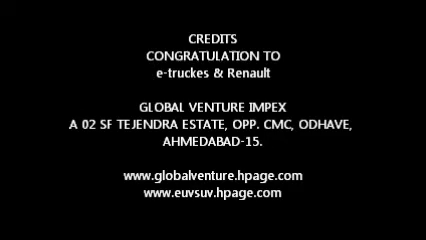 CREDITS
CONGRATULATION TO
e-truckes & Renault
GLOBAL VENTURE IMPEX
A 02 SF TEJENDRA ESTATE, OPP. CMC, ODHAVE,
AHMEDABAD-15.
www.globalventure.hpage.com
www.euvsuv.hpage.com